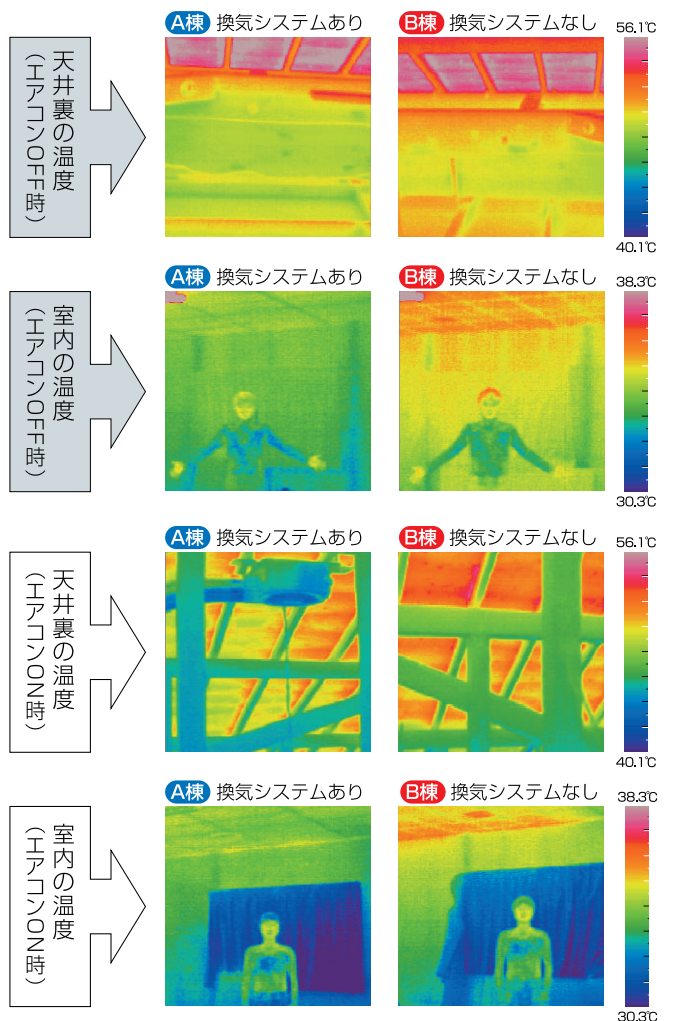 A棟 換気システムあり
B棟 換気システムなし
56.1℃
天井裏の温度
（エアコンOFF時）
40.1℃
A棟 換気システムあり
B棟 換気システムなし
38.3℃
室内の温度
（エアコンOFF時）
30.3℃
A棟 換気システムあり
B棟 換気システムなし
56.1℃
天井裏の温度
（エアコンON時）
40.1℃
A棟 換気システムあり
B棟 換気システムなし
38.3℃
室内の温度
（エアコンON時）
30.3℃